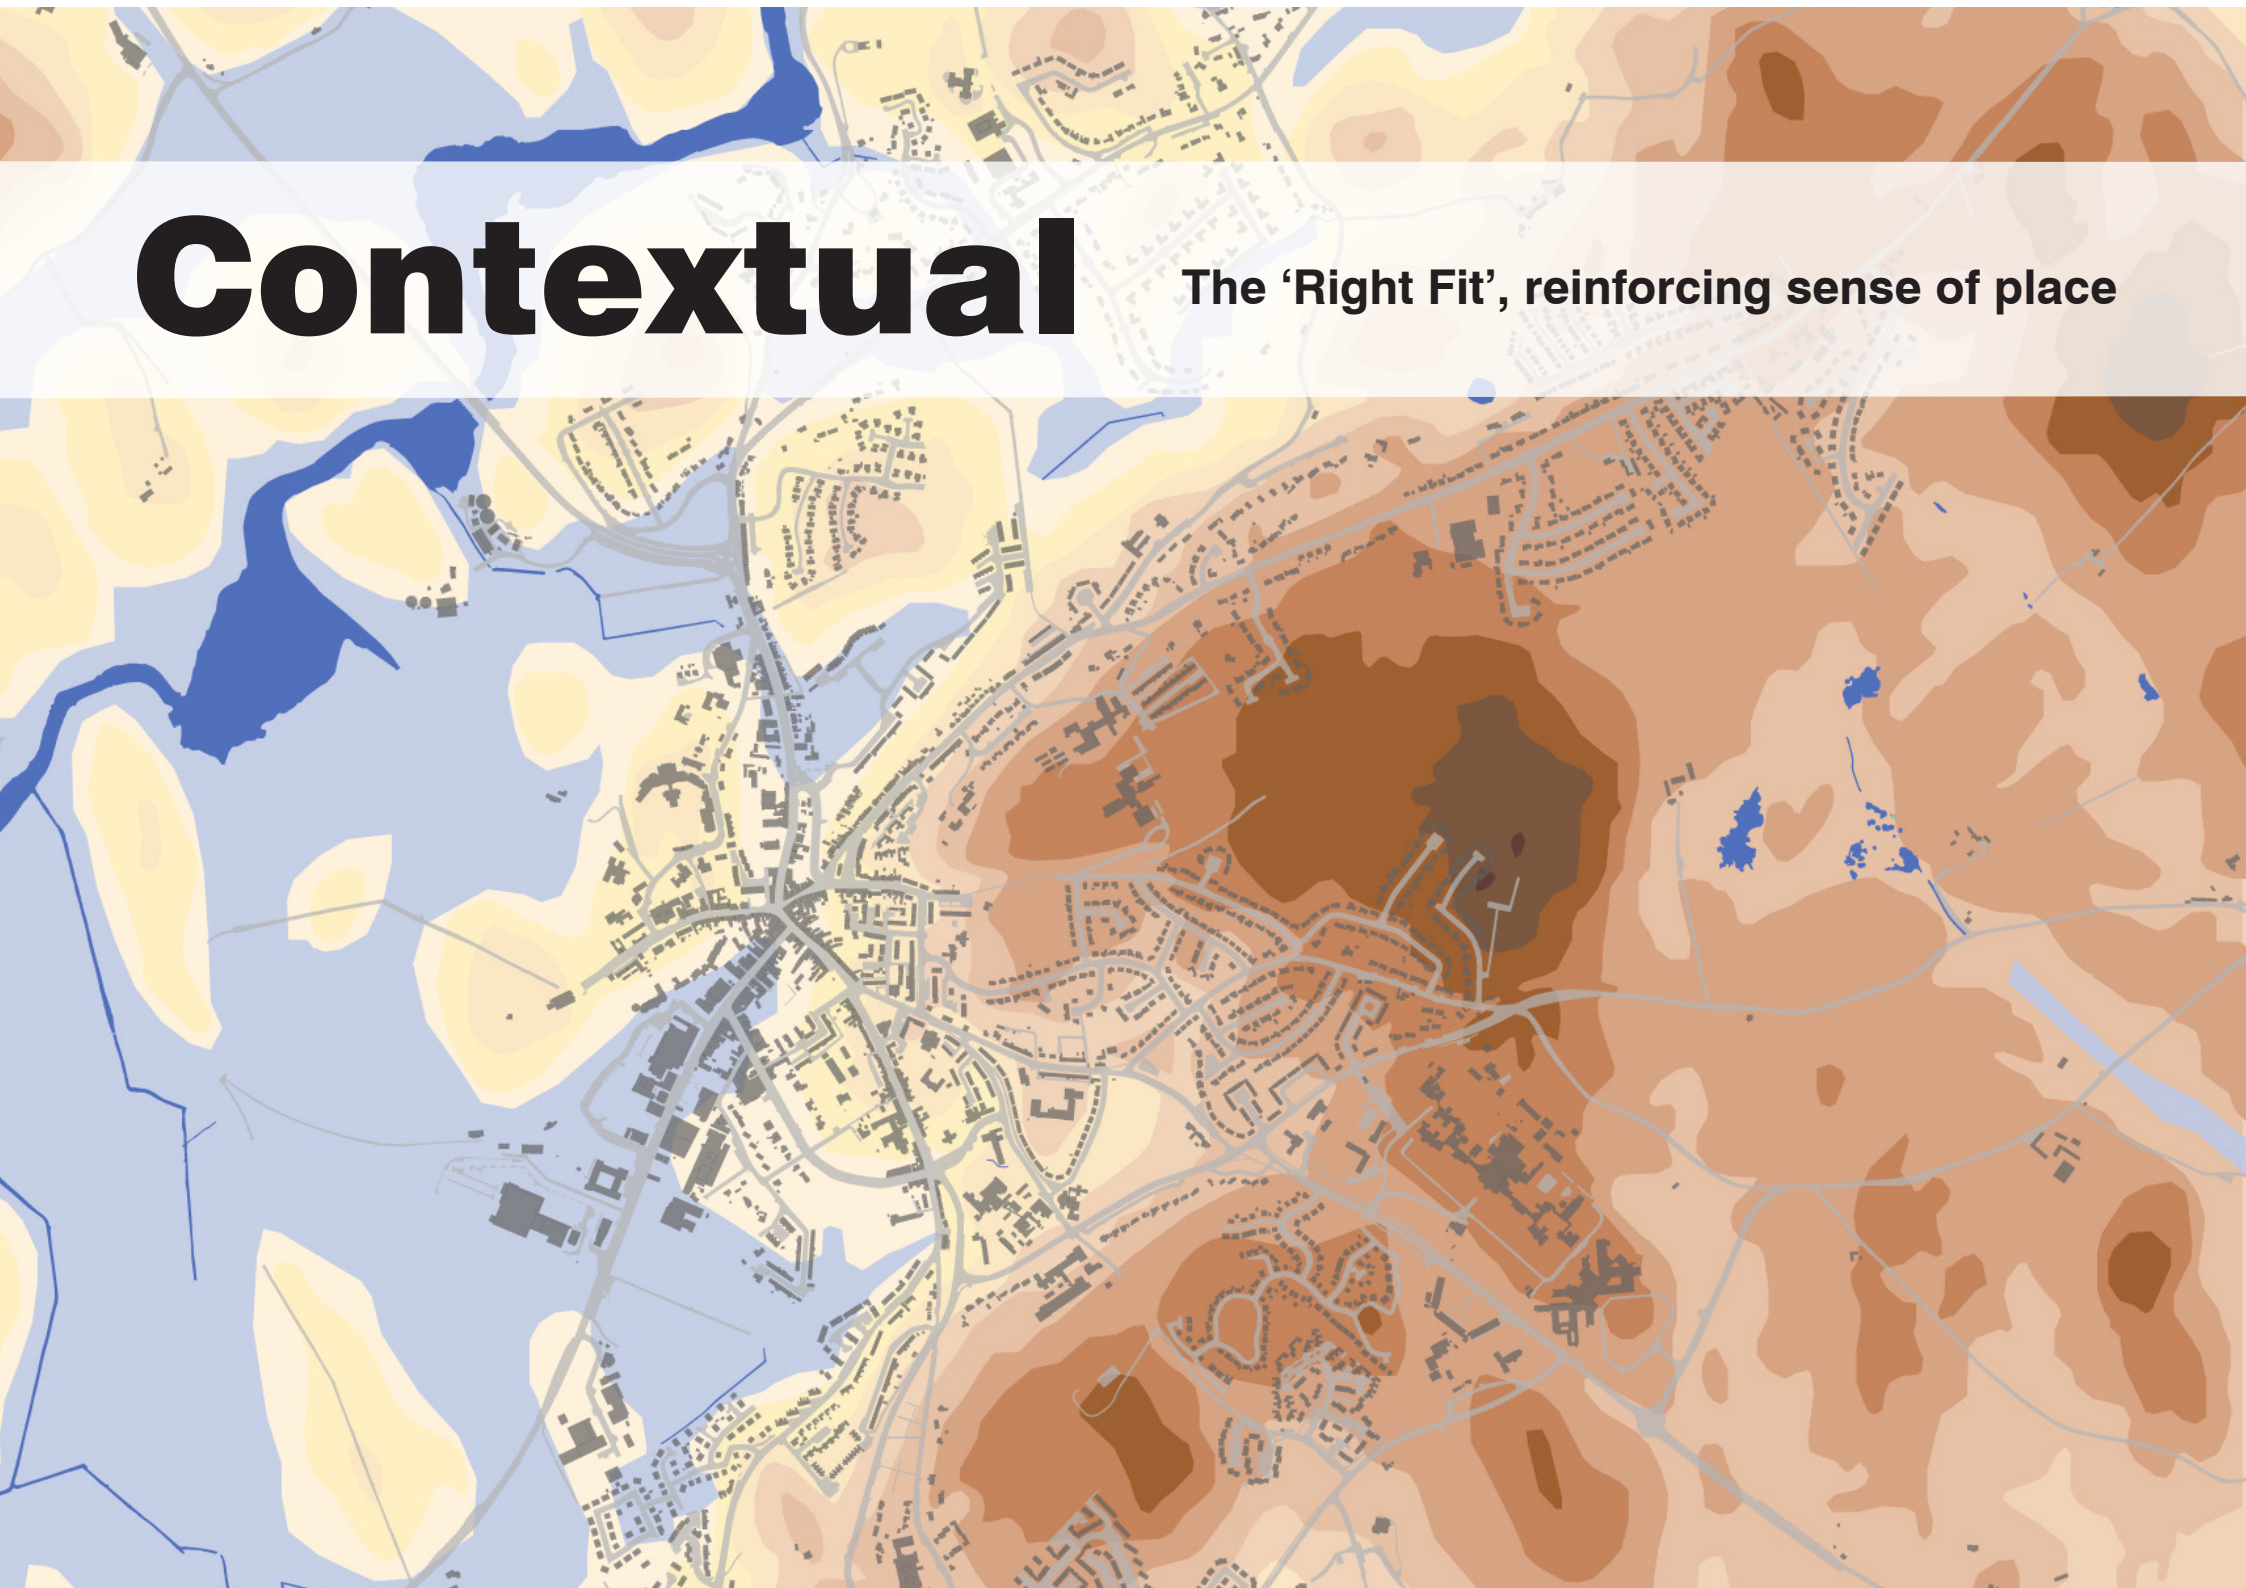 Contextual
The ‘Right Fit’, reinforcing sense of place